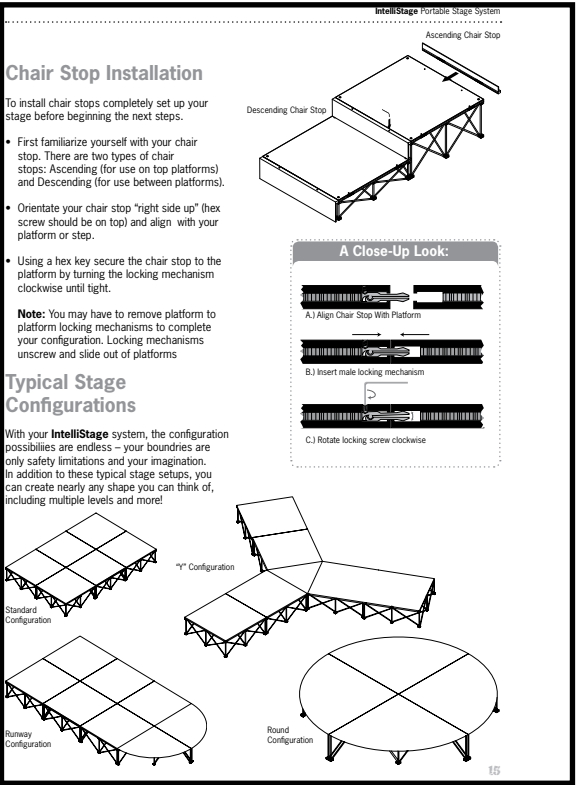 IntelliStage Portable Stage System
Ascending Chair Stop
Descending Chair Stop
Chair Stop Installation
To install chair stops completely set up your
stage before beginning the next steps.
• First familiarize yourself with your chair
stop. There are two types of chair
stops: Ascending (for use on top platforms)
and Descending (for use between platforms).
• Orientate your chair stop “right side up” (hex
screw should be on top) and align with your
platform or step.
• Using a hex key secure the chair stop to the
platform by turning the locking mechanism
clockwise until tight.
Note: You may have to remove platform to
platform locking mechanisms to complete
your configuration. Locking mechanisms
unscrew and slide out of platforms
A Close-Up Look:
A.) Align Chair Stop With Platform
B.) Insert male locking mechanism
C.) Rotate locking screw clockwise
Typical Stage
Configurations
With your IntelliStage system, the configuration
possibiliies are endless – your boundries are
only safety limitations and your imagination.
In addition to these typical stage setups, you
can create nearly any shape you can think of,
including multiple levels and more!
“Y” Configuration
Standard
Configuration
Runway
Configuration
Round
Configuration
15